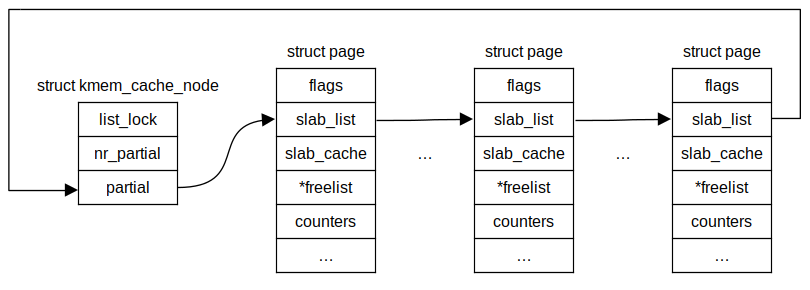 struct kmem_cache_node
list_lock
nr_partial
partial
struct page
flags
slab_list
slab_cache
*freelist
counters
...
...
struct page
flags
slab_list
slab_cache
*freelist
counters
...
...
struct page
flags
slab_list
slab_cache
*freelist
counters
...